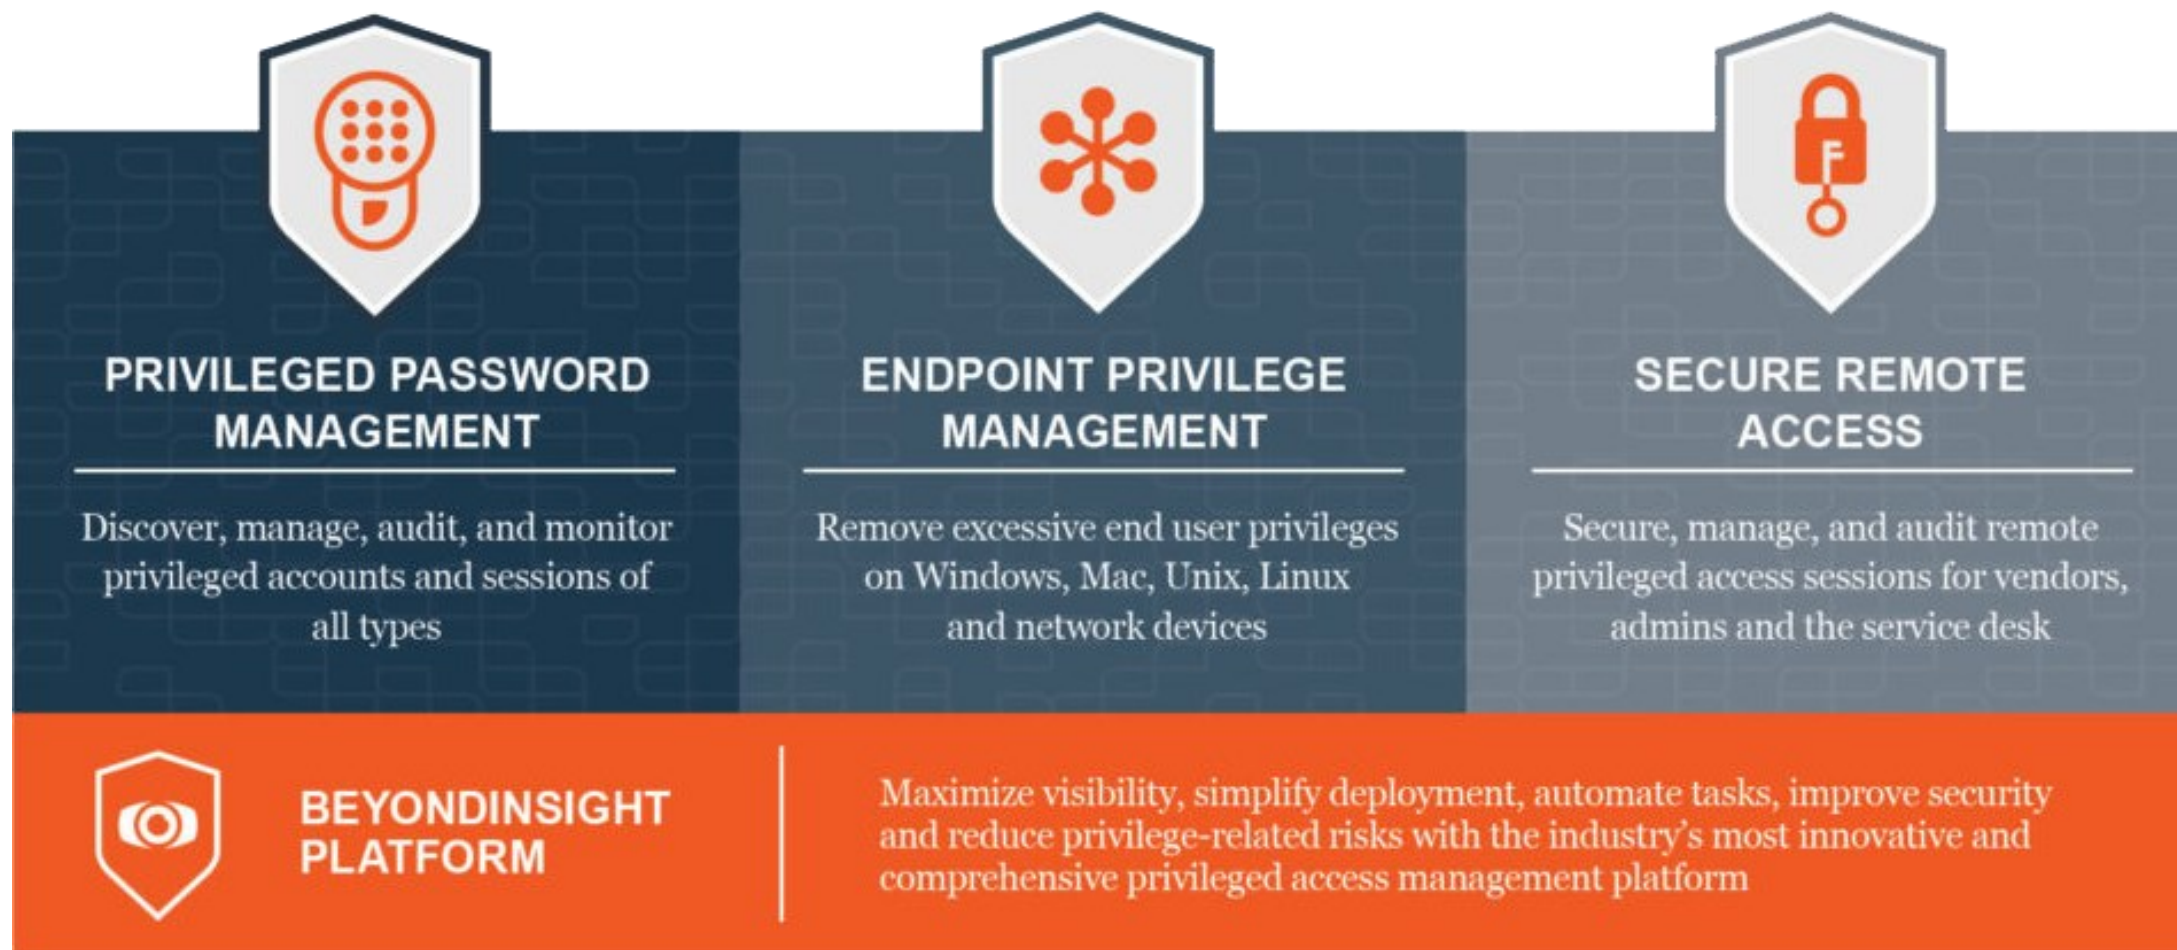 PRIVILEGED PASSWORD
MANAGEMENT
Discover, manage, audit, and monitor
privileged accounts and sessions of
all types
ENDPOINT PRIVILEGE
MANAGEMENT
Remove excessive end user privileges
on Windows, Mac, Unix, Linux
and network devices
F
SECURE REMOTE
ACCESS
Secure, manage, and audit remote
privileged access sessions for vendors,
admins and the service desk
BEYONDINSIGHT
PLATFORM
Maximize visibility, simplify deployment, automate tasks, improve security
and reduce privilege-related risks with the industry’s most innovative and
comprehensive privileged access management platform